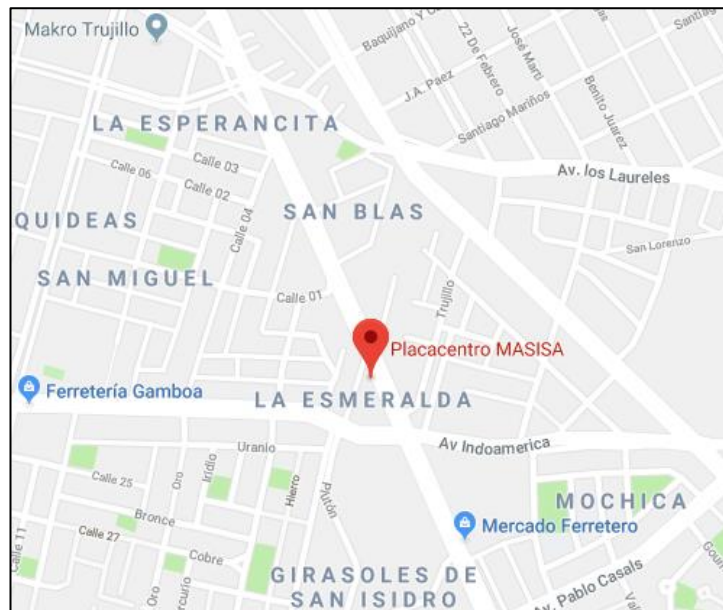 Makro Trujillo
Baquijano Y
22 De Febrero
José Martí
Santiag
J.A. Paez
Santiago Mariños
Benito Juarez
LA ESPERANCITA
Calle 03
Calle 06
Calle 02
Av. los Laureles
Calle 04
SAN BLAS
QUIDEAS
San Lorenzo
SAN MIGUEL
Calle 01
Trujillo
Placacentro MASISA
Ferretería Gamboa
LA ESMERALDA
Av Indoamerica
Uranio
Oro
Iridio
Hierro
Plutón
Calle 25
MOCHICA
Bronce
Mercado Ferretero
Calle 27
Calle 11
Cobre
GIRASOLES DE
SAN ISIDRO
Av. Pablo Casals
Oro